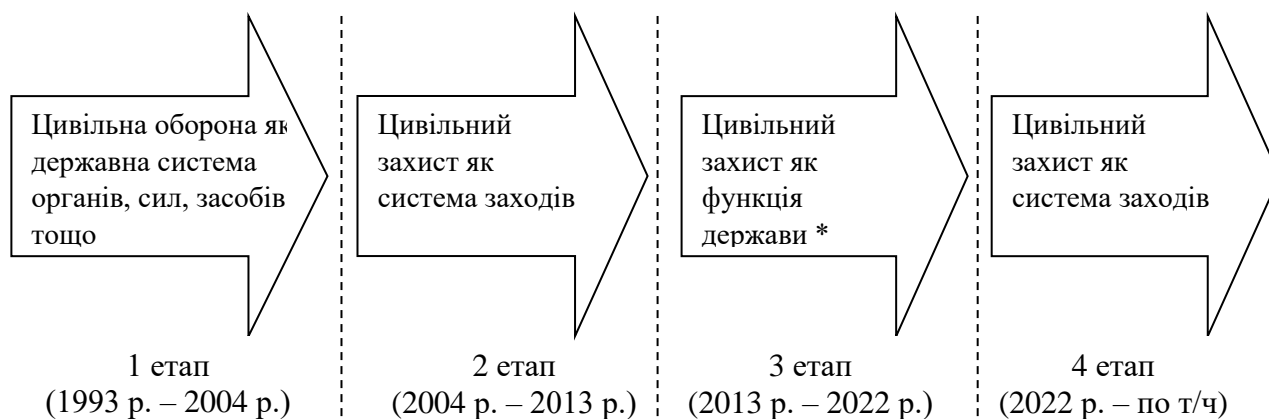 Цивільна оборона як
державна система
органів, сил, засобів
тощо
Цивільний
захист як
система заходів
Цивільний
захист як
функція
держави *
Цивільний
захист як
система заходів
1 етап
(1993 р. – 2004 р.)
2 етап
(2004 р. – 2013 р.)
3 етап
(2013 р. – 2022 р.)
4 етап
(2022 р. – по т/ч)